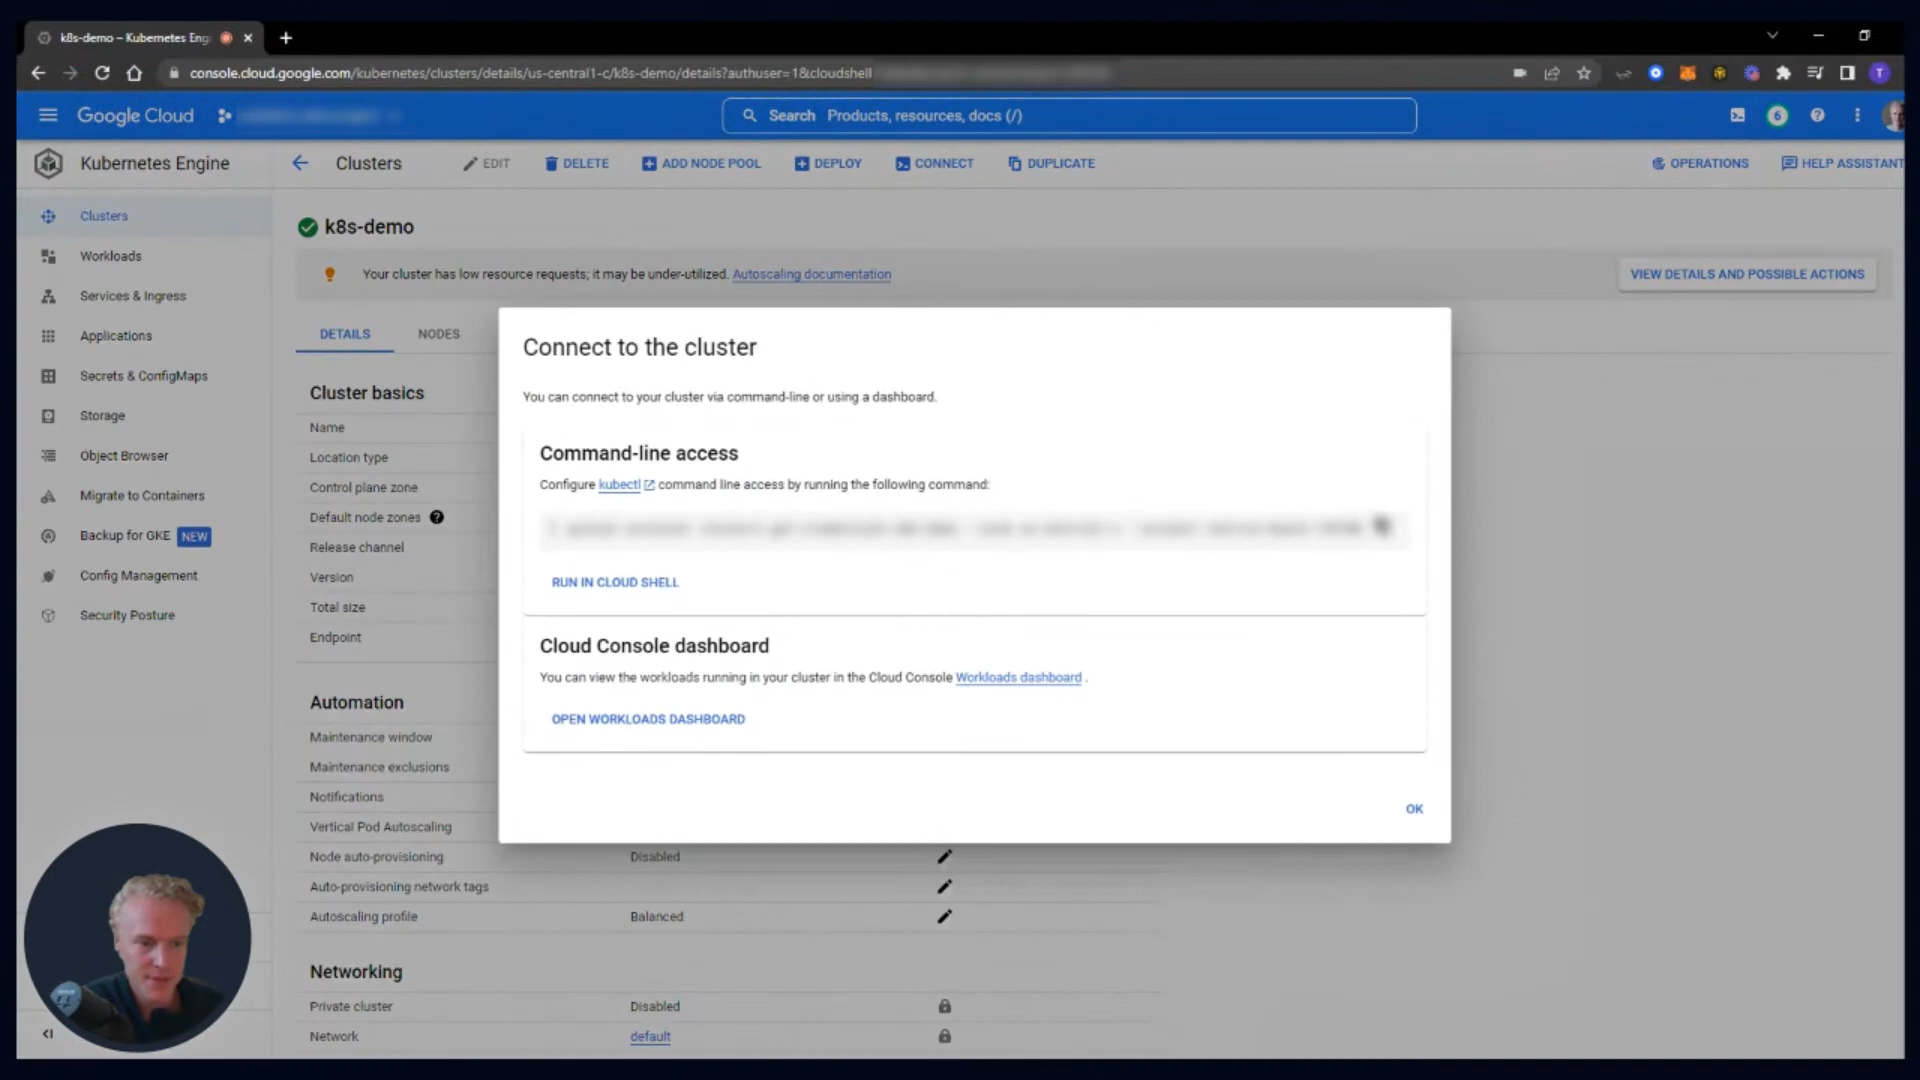 k8s-demo – Kubernetes Eng
console.cloud.google.com/kubernetes/clusters/details/us-central1-c/k8s-demo/details?authuser=1&cloudshell
T
Google Cloud
Search Products, resources, docs (/)
6
Kubernetes Engine
Clusters
EDIT
DELETE
ADD NODE POOL
DEPLOY
CONNECT
DUPLICATE
OPERATIONS
HELP ASSISTANT
Clusters
Workloads
Services & Ingress
Applications
Secrets & ConfigMaps
Storage
Object Browser
Migrate to Containers
Backup for GKE NEW
Config Management
Security Posture
k8s-demo
Your cluster has low resource requests; it may be under-utilized. Autoscaling documentation
VIEW DETAILS AND POSSIBLE ACTIONS
DETAILS
NODES
Cluster basics
Name
Location type
Control plane zone
Default node zones
Release channel
Version
Total size
Endpoint
Automation
Maintenance window
Maintenance exclusions
Notifications
Vertical Pod Autoscaling
Node auto-provisioning Disabled
Auto-provisioning network tags
Autoscaling profile Balanced
Networking
Private cluster Disabled
Network default
Connect to the cluster
You can connect to your cluster via command-line or using a dashboard.
Command-line access
Configure kubectl command line access by running the following command:
RUN IN CLOUD SHELL
Cloud Console dashboard
You can view the workloads running in your cluster in the Cloud Console Workloads dashboard .
OPEN WORKLOADS DASHBOARD
OK